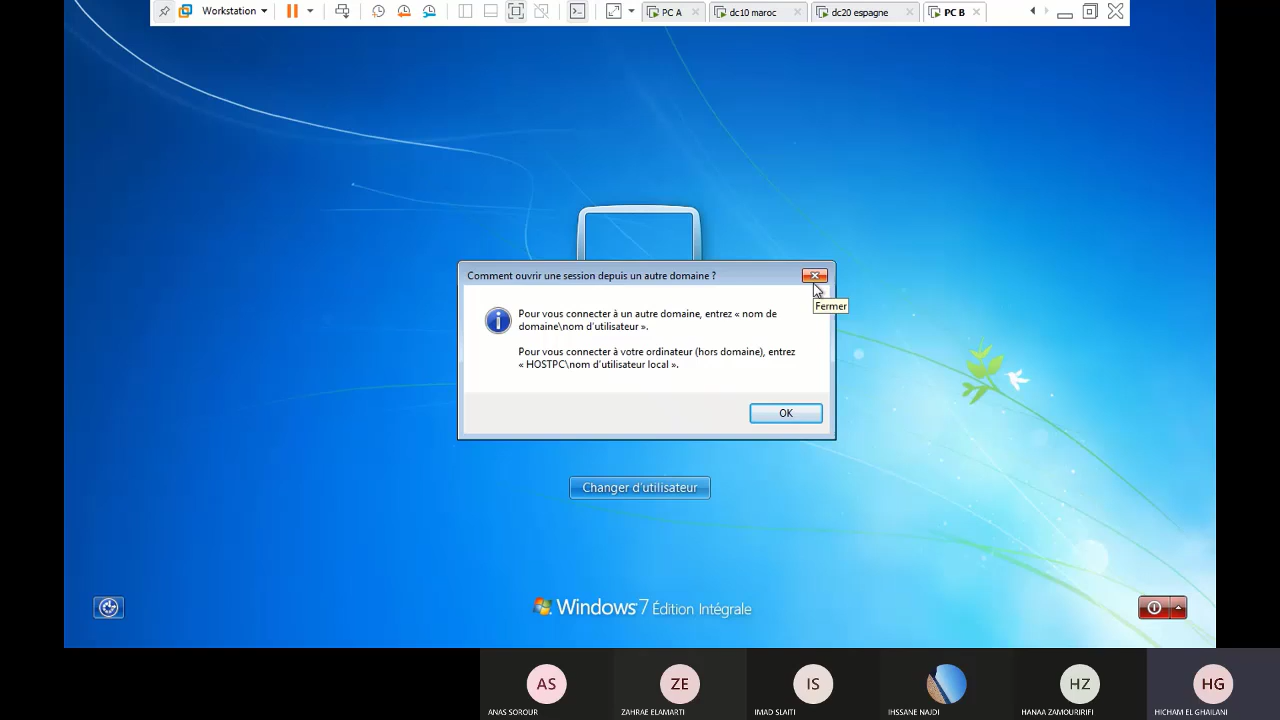 Workstation
PC A
dc10 maroc
dc20 espagne
PC B
Comment ouvrir une session depuis un autre domaine ?
Fermer
Pour vous connecter à un autre domaine, entrez « nom de
domaine\nom d'utilisateur ».
Pour vous connecter à votre ordinateur (hors domaine), entrez
« HOSTPC\nom d'utilisateur local ».
OK
Changer d'utilisateur
Windows 7 Édition Intégrale
AS
ZE
IS
HZ
HG
ANAS SOROUR
ZAHRAE ELAMARTI
IMAD SLAITI
IHSSANE NAJDI
HANAA ZAMOURIRIFI
HICHAM EL GHAILANI